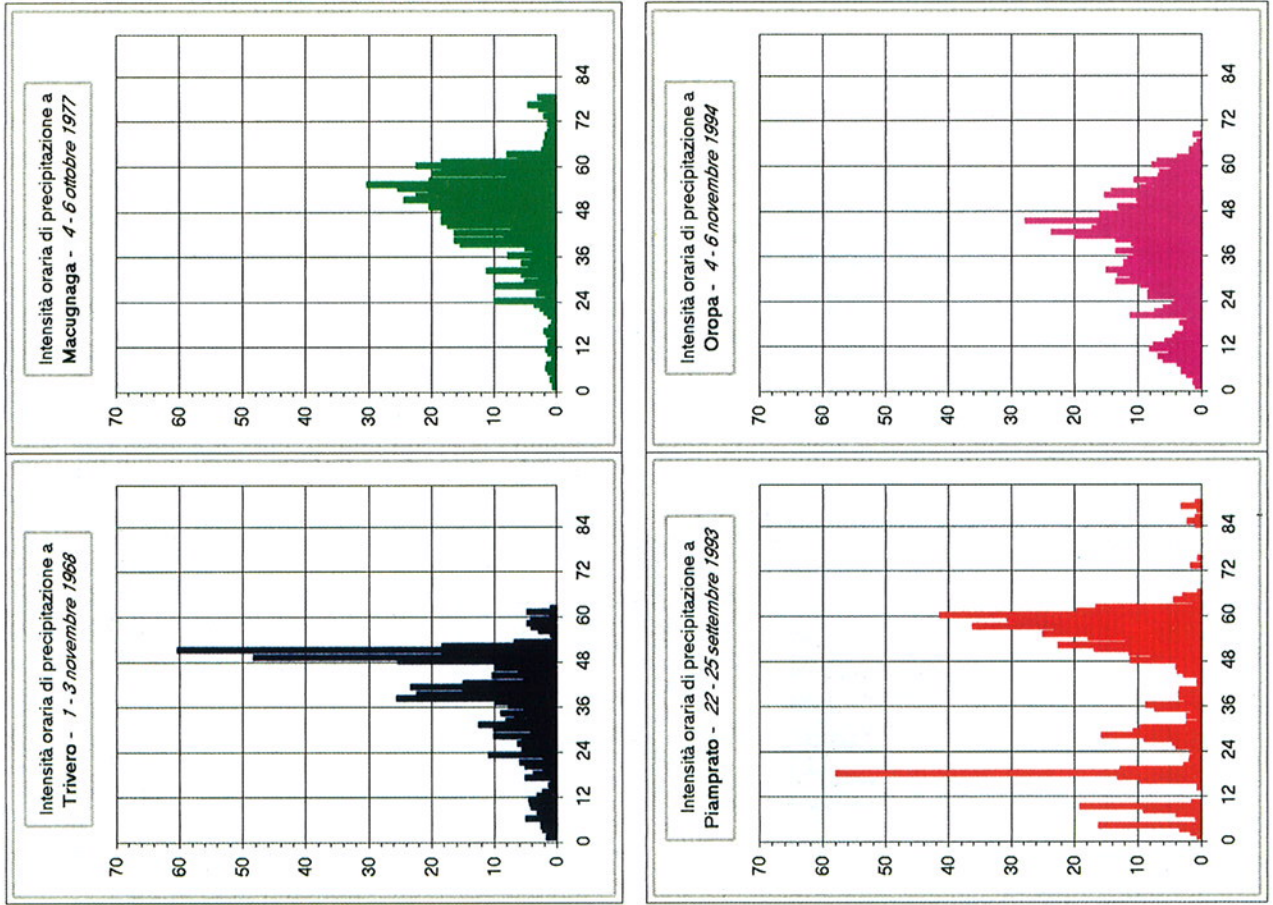 Intensità oraria di precipitazione a
Trivero - 1 - 3 novembre 1968
70
60
50
40
30
20
10
0
0 12 24 36 48 60 72 84
Intensità oraria di precipitazione a
Macugnaga - 4 - 6 ottobre 1977
70
60
50
40
30
20
10
0
0 12 24 36 48 60 72 84
Intensità oraria di precipitazione a
Piamprato - 22 - 25 settembre 1993
70
60
50
40
30
20
10
0
0 12 24 36 48 60 72 84
Intensità oraria di precipitazione a
Oropa - 4 - 6 novembre 1994
70
60
50
40
30
20
10
0
0 12 24 36 48 60 72 84